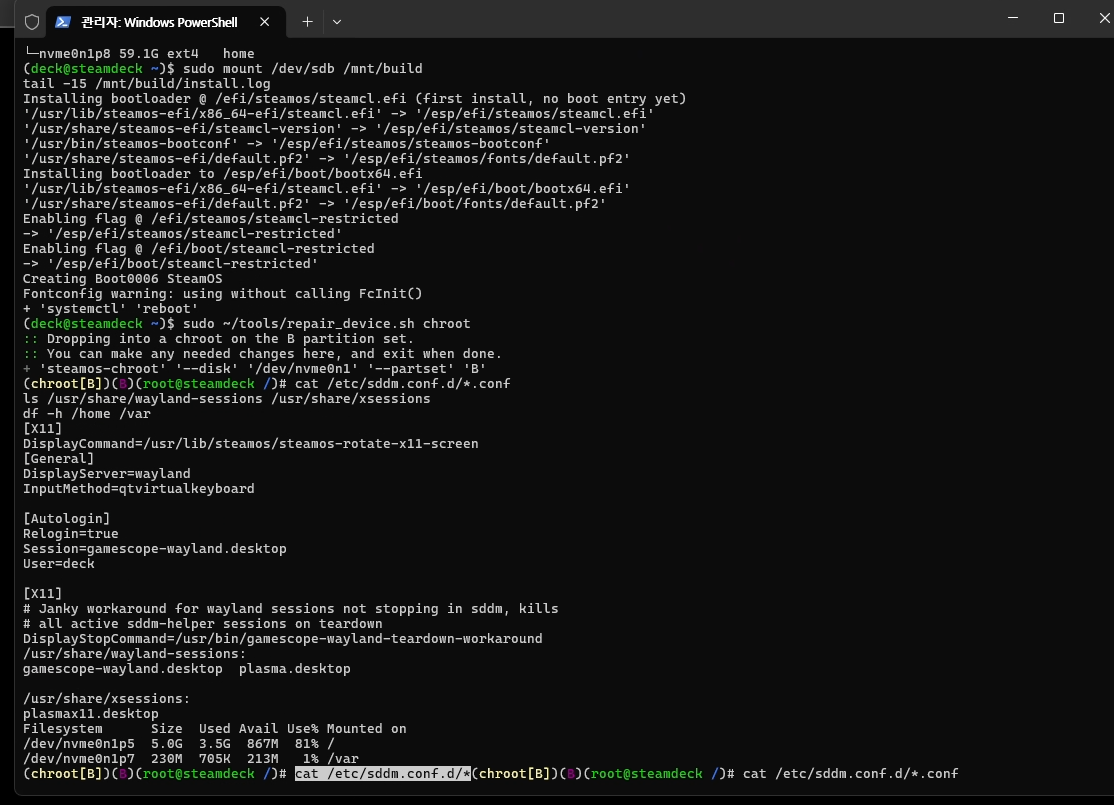 관리자: Windows PowerShell
└─nvme0n1p8 59.1G ext4   home
(deck@steamdeck ~)$ sudo mount /dev/sdb /mnt/build
tail -15 /mnt/build/install.log
Installing bootloader @ /efi/steamos/steamcl.efi (first install, no boot entry yet)
'/usr/lib/steamos-efi/x86_64-efi/steamcl.efi' -> '/esp/efi/steamos/steamcl.efi'
'/usr/share/steamos-efi/steamcl-version' -> '/esp/efi/steamos/steamcl-version'
'/usr/bin/steamos-bootconf' -> '/esp/efi/steamos/steamos-bootconf'
'/usr/share/steamos-efi/default.pf2' -> '/esp/efi/steamos/fonts/default.pf2'
Installing bootloader to /esp/efi/boot/bootx64.efi
'/usr/lib/steamos-efi/x86_64-efi/steamcl.efi' -> '/esp/efi/boot/bootx64.efi'
'/usr/share/steamos-efi/default.pf2' -> '/esp/efi/boot/fonts/default.pf2'
Enabling flag @ /efi/steamos/steamcl-restricted
-> '/esp/efi/steamos/steamcl-restricted'
Enabling flag @ /efi/boot/steamcl-restricted
-> '/esp/efi/boot/steamcl-restricted'
Creating Boot0006 SteamOS
Fontconfig warning: using without calling FcInit()
+ 'systemctl' 'reboot'
(deck@steamdeck ~)$ sudo ~/tools/repair_device.sh chroot
:: Dropping into a chroot on the B partition set.
:: You can make any needed changes here, and exit when done.
+ 'steamos-chroot' '--disk' '/dev/nvme0n1' '--partset' 'B'
(chroot[B])(B)(root@steamdeck /)# cat /etc/sddm.conf.d/*.conf
ls /usr/share/wayland-sessions /usr/share/xsessions
df -h /home /var
[X11]
DisplayCommand=/usr/lib/steamos/steamos-rotate-x11-screen
[General]
DisplayServer=wayland
InputMethod=qtvirtualkeyboard
[Autologin]
Relogin=true
Session=gamescope-wayland.desktop
User=deck
[X11]
# Janky workaround for wayland sessions not stopping in sddm, kills
# all active sddm-helper sessions on teardown
DisplayStopCommand=/usr/bin/gamescope-wayland-teardown-workaround
/usr/share/wayland-sessions:
gamescope-wayland.desktop  plasma.desktop
/usr/share/xsessions:
plasmax11.desktop
Filesystem      Size  Used Avail Use% Mounted on
/dev/nvme0n1p5  5.0G  3.5G  867M  81% /
/dev/nvme0n1p7  230M  705K  213M   1% /var
(chroot[B])(B)(root@steamdeck /)# cat /etc/sddm.conf.d/*(chroot[B])(B)(root@steamdeck /)# cat /etc/sddm.conf.d/*.conf